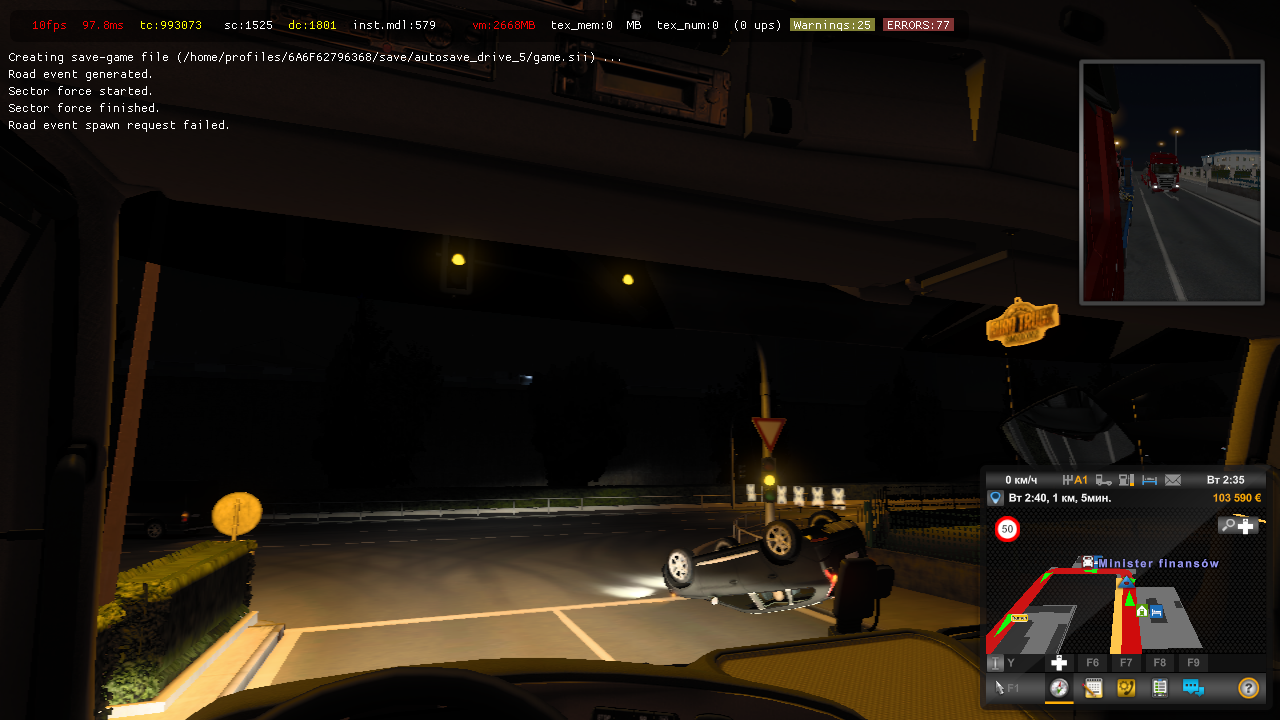 10fps 97.8ms tc:993073 sc:1525 dc:1801 inst.mdl:579 vm:2668MB tex_mem:0 MB tex_num:0 (0 ups) Warnings:25 ERRORS:77
Creating save-game file (/home/profiles/6A6F62796368/save/autosave_drive_5/game.sii) ...
Road event generated.
Sector force started.
Sector force finished.
Road event spawn request failed.
TRUCK
0 км/ч A1 Вт 2:35
Вт 2:40, 1 км, 5мин. 103 590 €
50
Minister finansów
I Y F6 F7 F8 F9
F1 ?